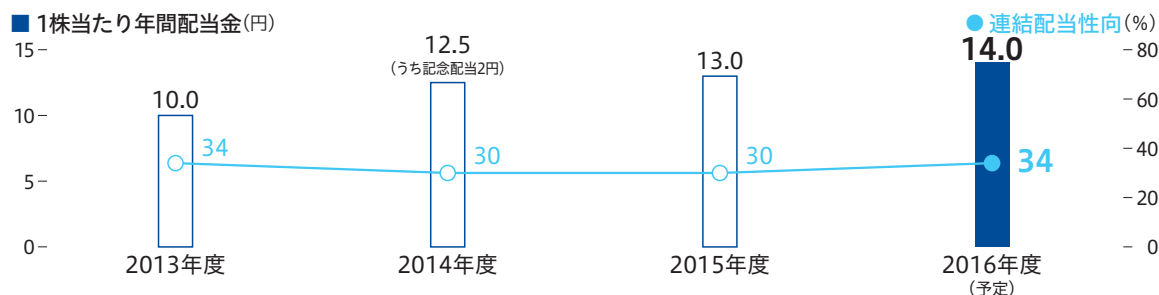 ■ 1株当たり年間配当金(円)
● 連結配当性向(%)
15
10
5
0
80
60
40
20
0
10.0
12.5
(うち記念配当2円)
13.0
14.0
34
30
30
34
2013年度
2014年度
2015年度
2016年度
(予定)